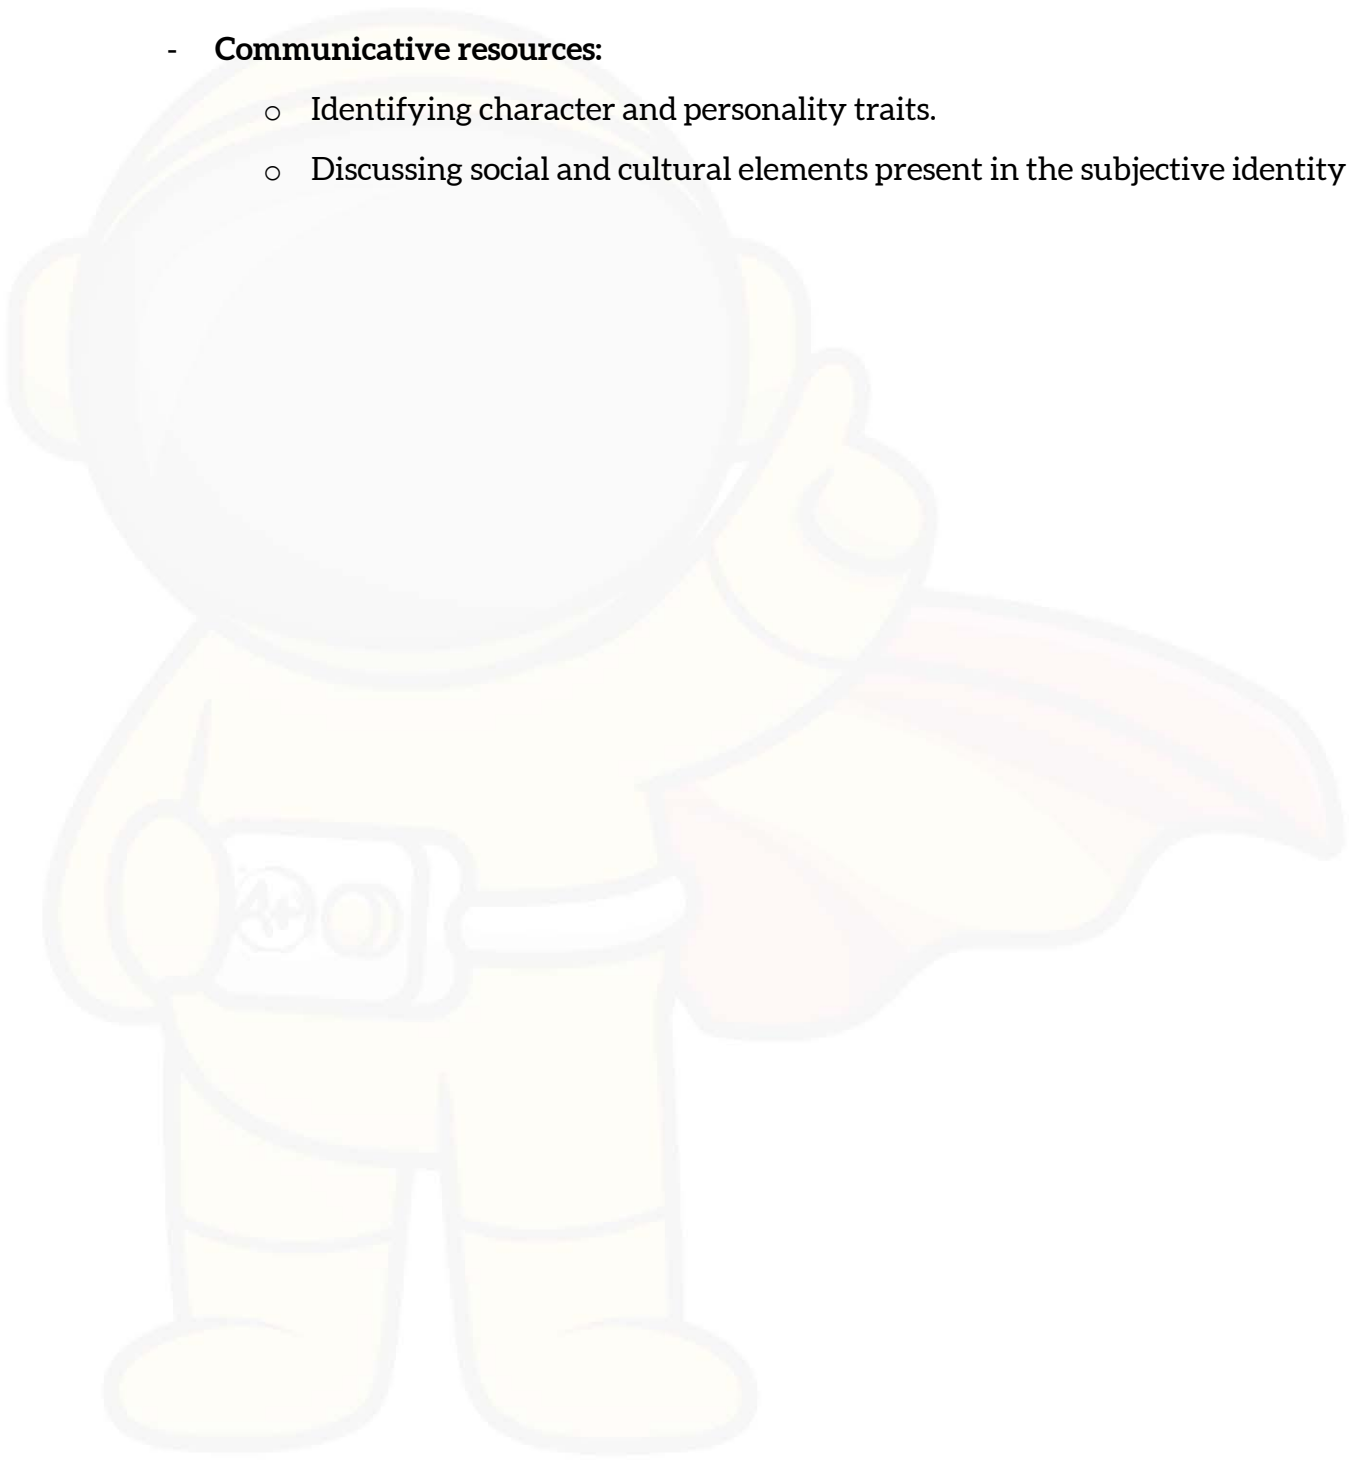 - Communicative resources:
o Identifying character and personality traits.
o Discussing social and cultural elements present in the subjective identity
A+